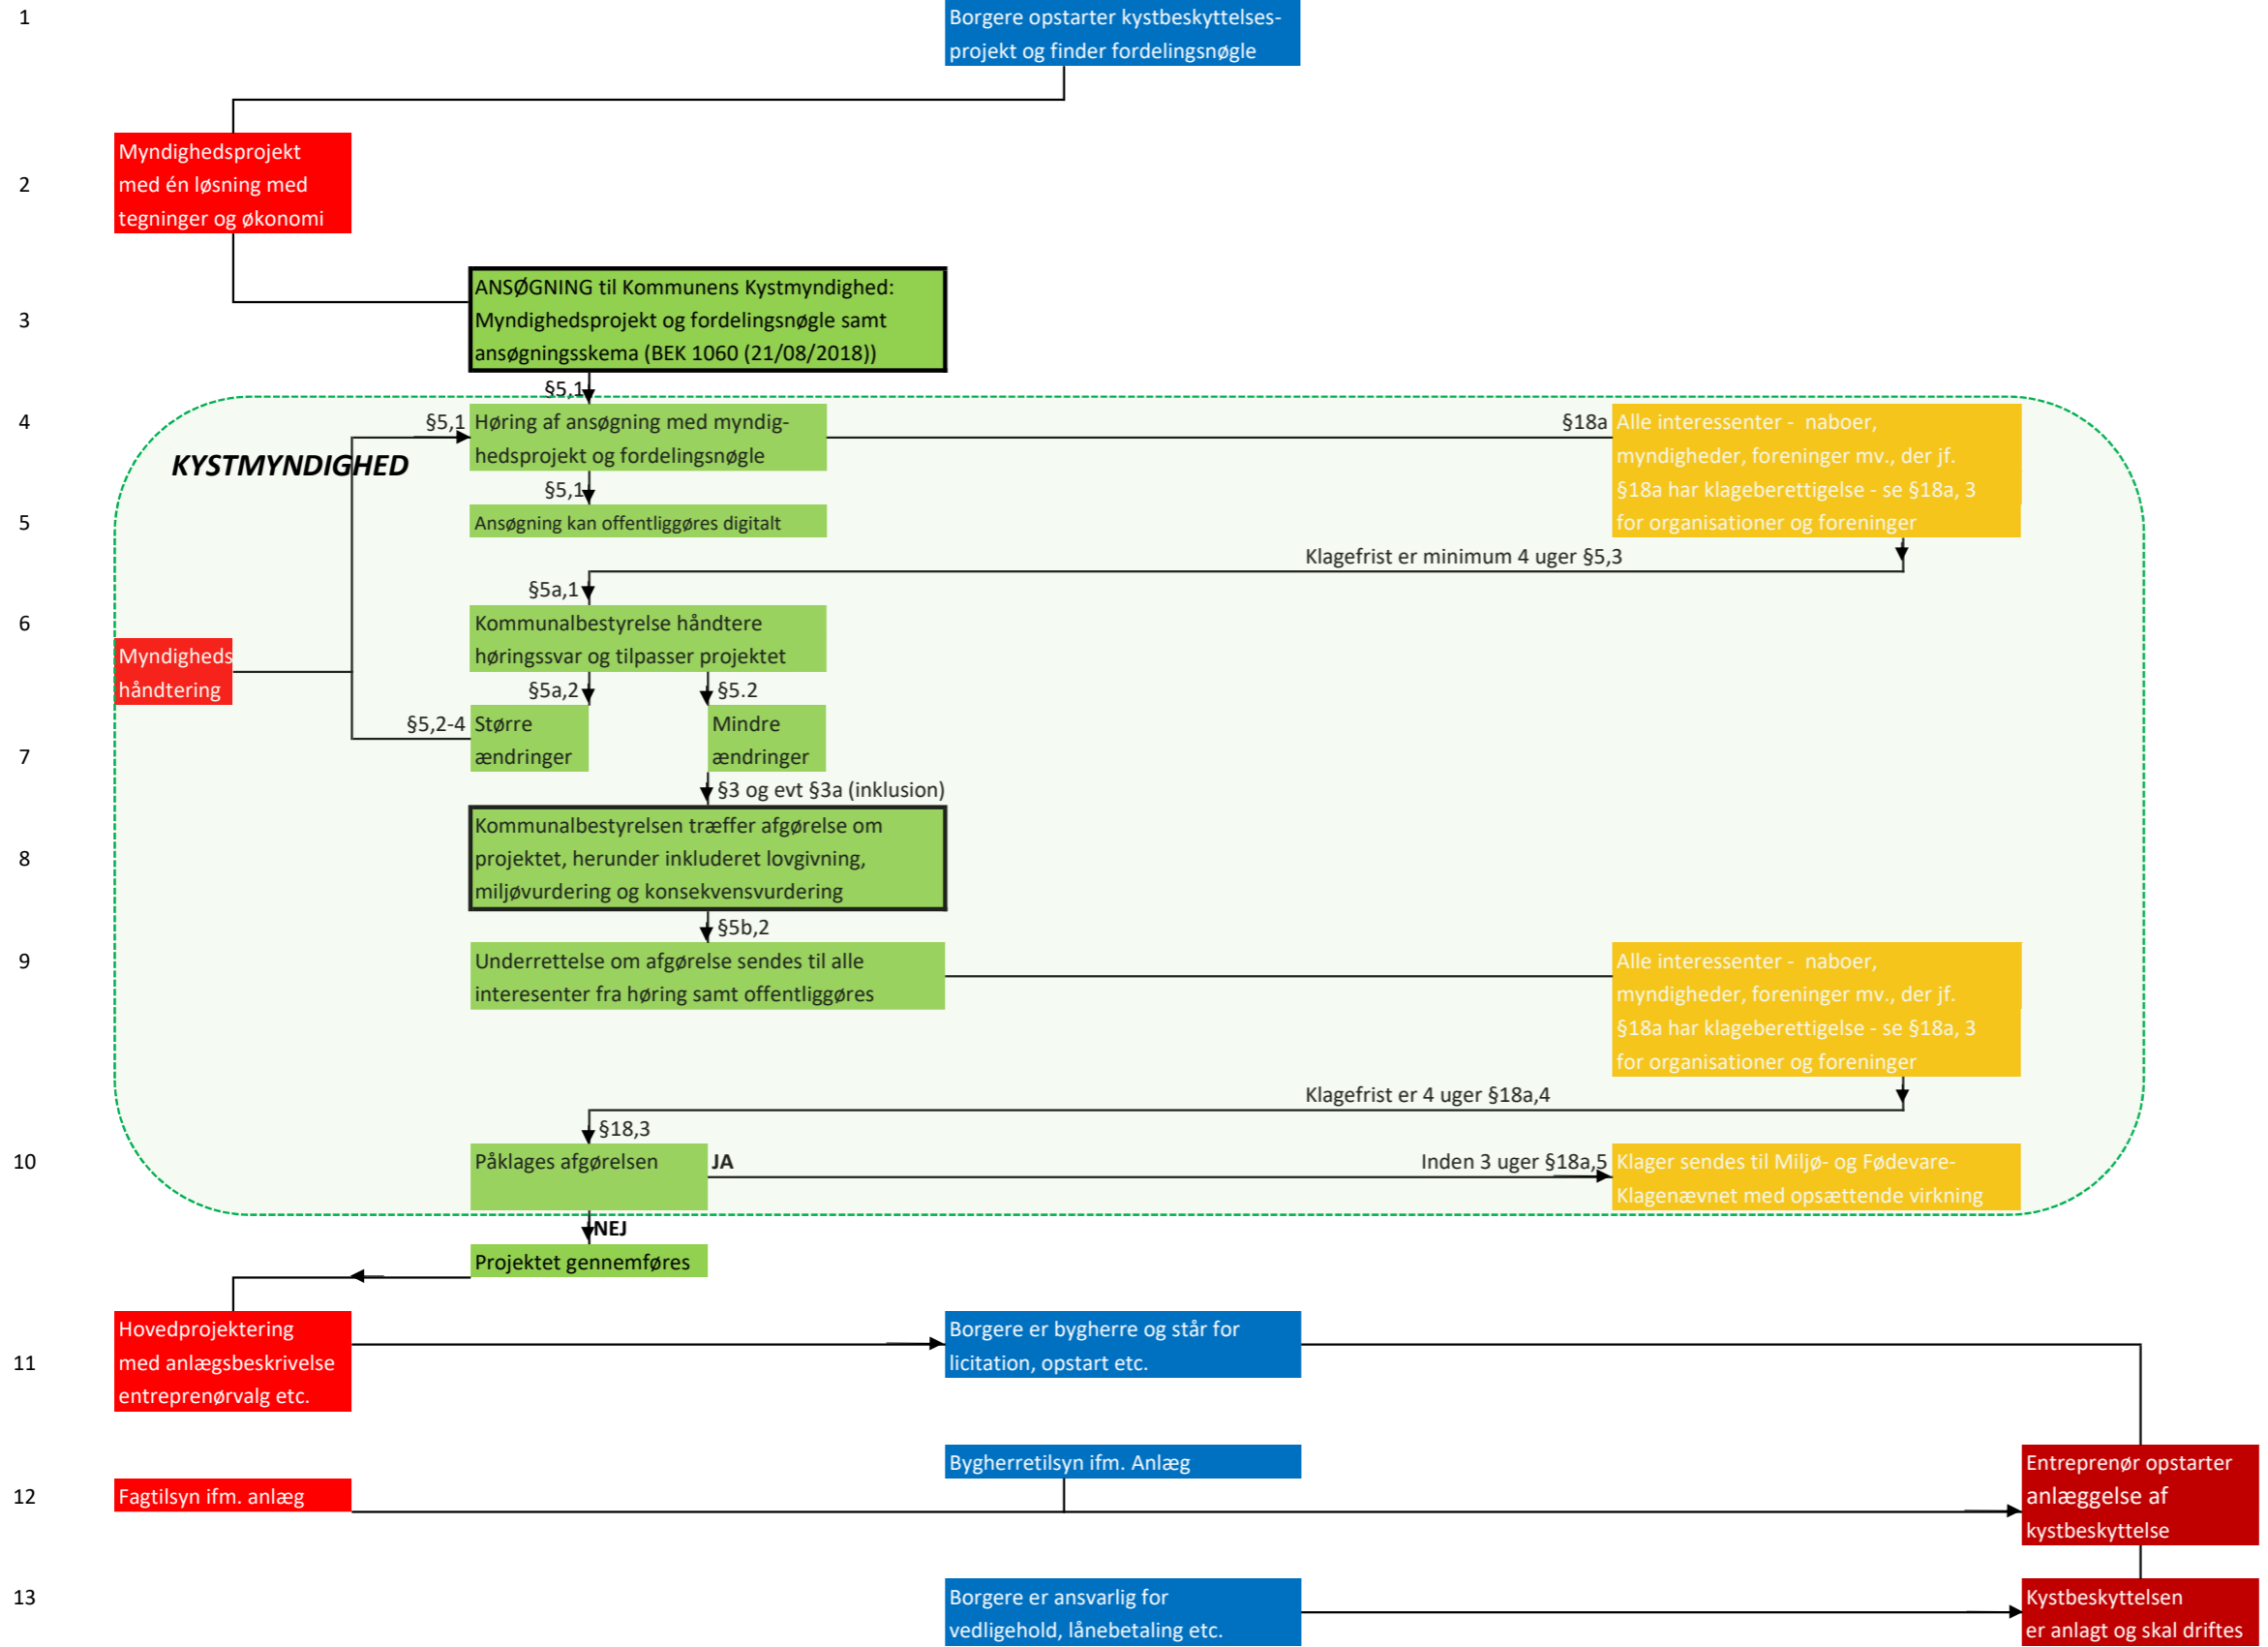 1
Borgere opstarter kystbeskyttelses-
projekt og finder fordelingsnøgle
Myndighedsprojekt
2
med én løsning med
tegninger og økonomi
ANSØGNING til Kommunens Kystmyndighed:
3
Myndighedsprojekt og fordelingsnøgle samt
ansøgningsskema (BEK 1060 (21/08/2018))
§5,1
4
§5,1
Høring af ansøgning med myndig-
hedsprojekt og fordelingsnøgle
§18a
Alle interessenter - naboer,
myndigheder, foreninger mv., der jf.
§18a har klageberettigelse - se §18a, 3
for organisationer og foreninger
KYSTMYNDIGHED
§5,1
5
Ansøgning kan offentliggøres digitalt
Klagefrist er minimum 4 uger §5,3
§5a,1
6
Kommunalbestyrelse håndtere
høringssvar og tilpasser projektet
Myndigheds
håndtering
§5a,2
§5.2
§5,2-4
Større
ændringer
Mindre
ændringer
7
§3 og evt §3a (inklusion)
Kommunalbestyrelsen træffer afgørelse om
8
projektet, herunder inkluderet lovgivning,
miljøvurdering og konsekvensvurdering
§5b,2
9
Underrettelse om afgørelse sendes til alle
interesenter fra høring samt offentliggøres
Alle interessenter - naboer,
myndigheder, foreninger mv., der jf.
§18a har klageberettigelse - se §18a, 3
for organisationer og foreninger
Klagefrist er 4 uger §18a,4
§18,3
10
Påklages afgørelsen
JA
Inden 3 uger §18a,5
Klager sendes til Miljø- og Fødevare-
Klagenævnet med opsættende virkning
NEJ
Projektet gennemføres
Hovedprojektering
11
med anlægsbeskrivelse
entreprenørvalg etc.
Borgere er bygherre og står for
licitation, opstart etc.
Bygherretilsyn ifm. Anlæg
12
Fagtilsyn ifm. anlæg
Entreprenør opstarter
anlæggelse af
kystbeskyttelse
13
Borgere er ansvarlig for
vedligehold, lånebetaling etc.
Kystbeskyttelsen
er anlagt og skal driftes